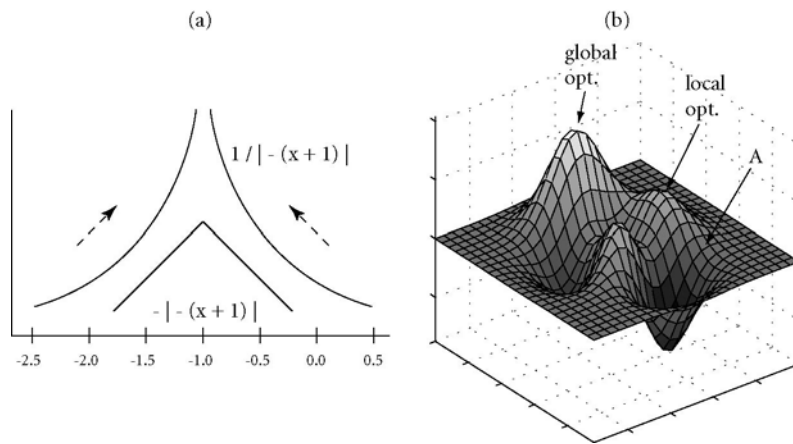 (a)
(b)
global
opt.
local
opt.
A
1 / | - (x + 1) |
- | - (x + 1) |
-2.5 -2.0 -1.5 -1.0 -0.5 0.0 0.5